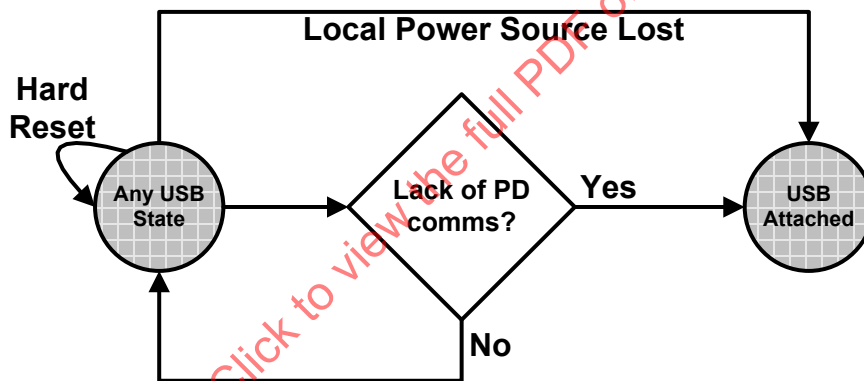 Local Power Source Lost
Hard
Reset
Any USB
State
Lack of PD
comms?
Yes
USB
Attached
No
Click to view the full PDF o